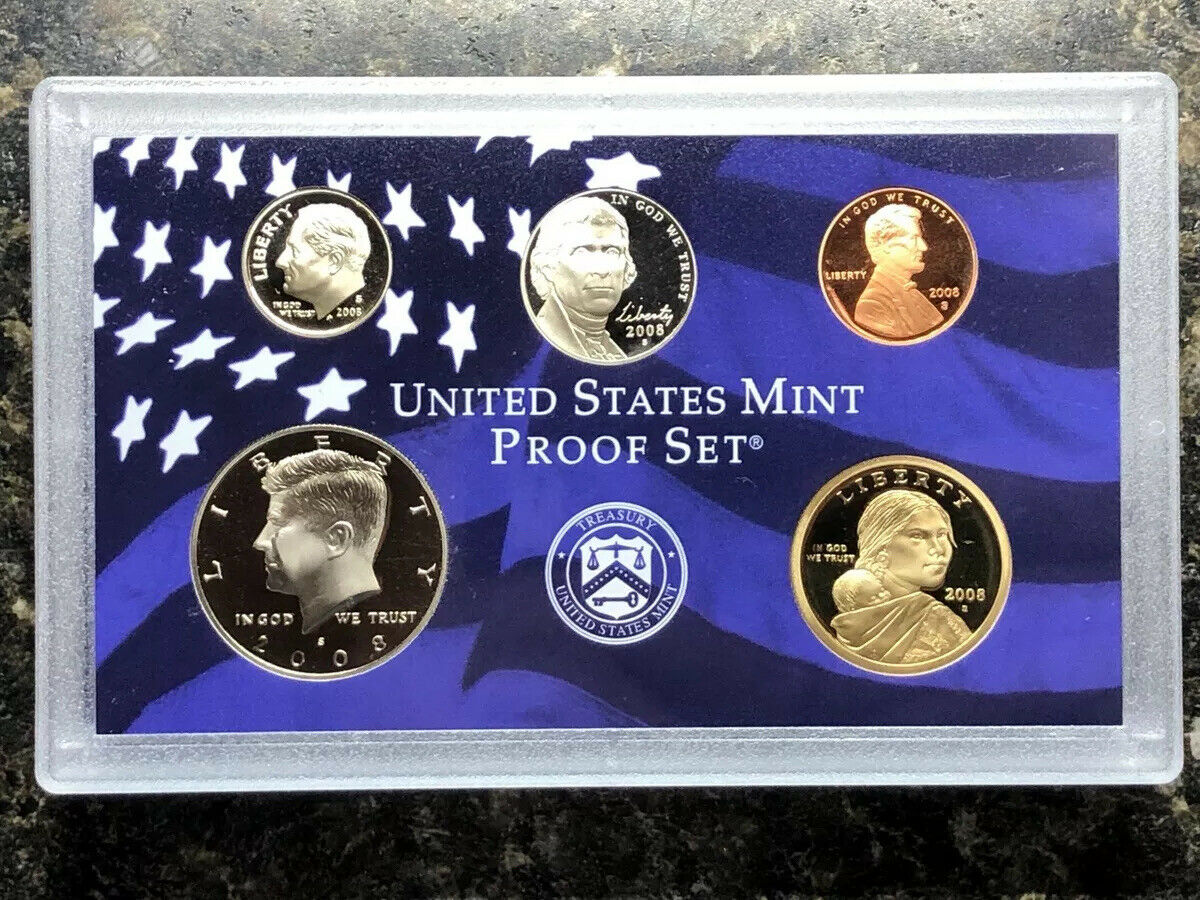 LIBERTY
IN GOD
WE TRUST
S
2008
IN GOD WE TRUST
Liberty
2008
S
IN GOD WE TRUST
LIBERTY
2008
S
UNITED STATES MINT
PROOF SET®
LIBERTY
IN GOD WE TRUST
S
2008
TREASURY
UNITED STATES MINT
LIBERTY
IN GOD
WE TRUST
2008
S